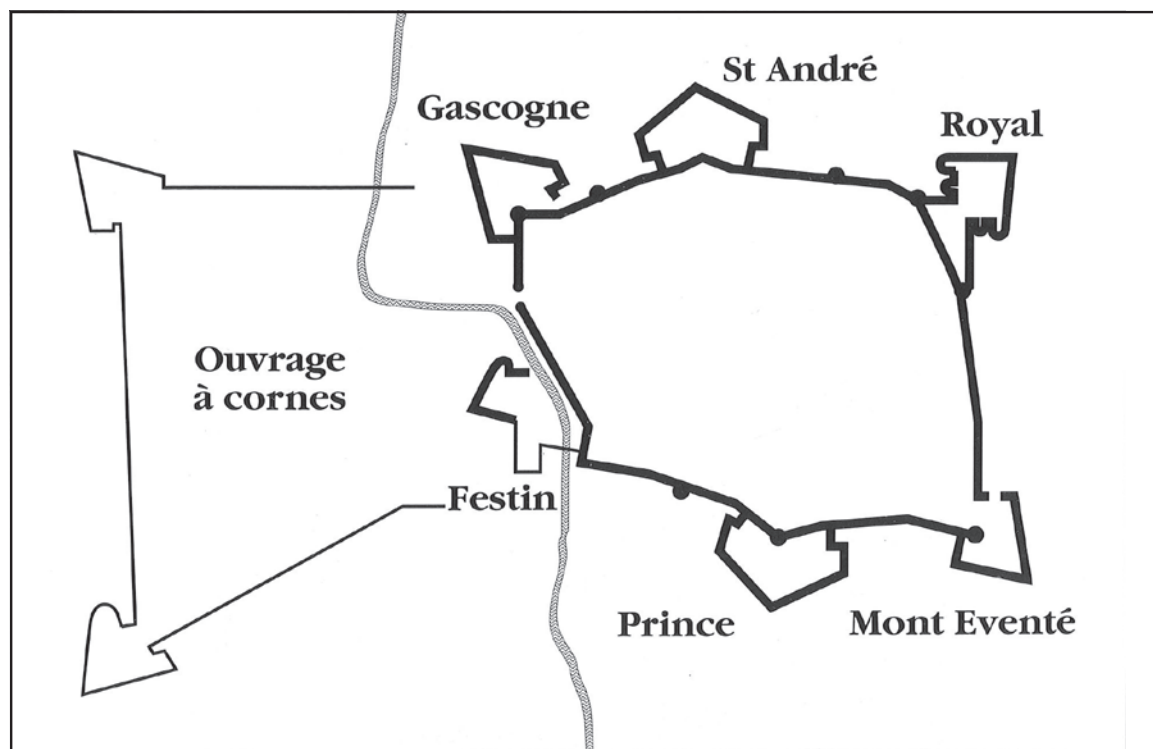 St André
Gascogne
Royal
Ouvrage
à cornes
Festin
Prince
Mont Eventé